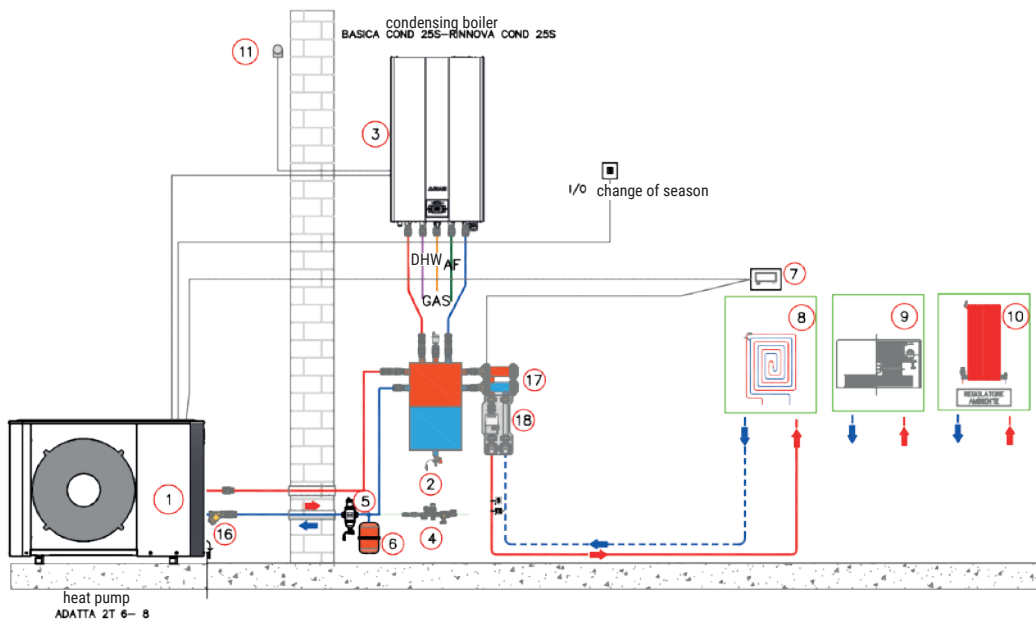 condensing boiler
BASICA COND 25S-RINNOVA COND 25S
11
3
I/O change of season
DHW
AF
GAS
7
8
9
10
REGOLATORE
AMBIENTE
17
18
1
2
5
16
6
4
heat pump
ADATTA 2T 6- 8